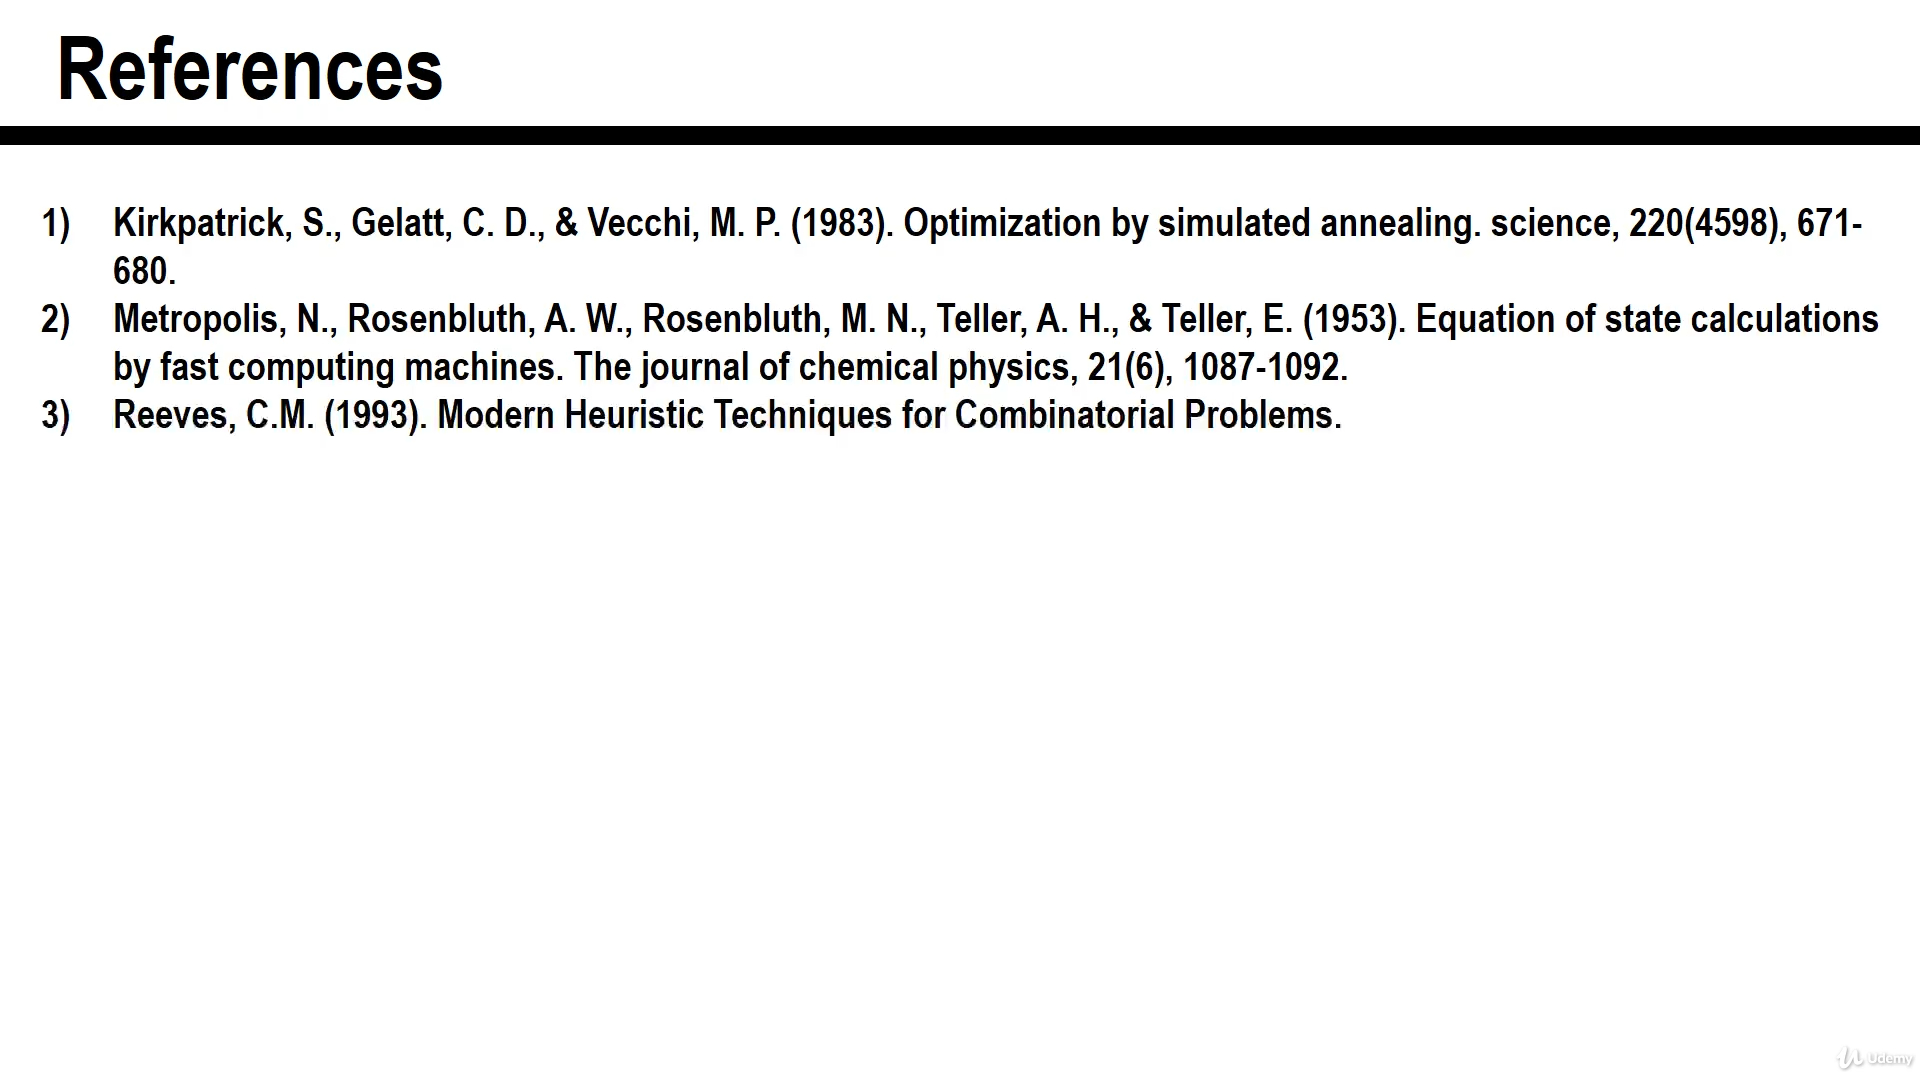 References
1) Kirkpatrick, S., Gelatt, C. D., & Vecchi, M. P. (1983). Optimization by simulated annealing. science, 220(4598), 671-
680.
2) Metropolis, N., Rosenbluth, A. W., Rosenbluth, M. N., Teller, A. H., & Teller, E. (1953). Equation of state calculations
by fast computing machines. The journal of chemical physics, 21(6), 1087-1092.
3) Reeves, C.M. (1993). Modern Heuristic Techniques for Combinatorial Problems.
Udemy